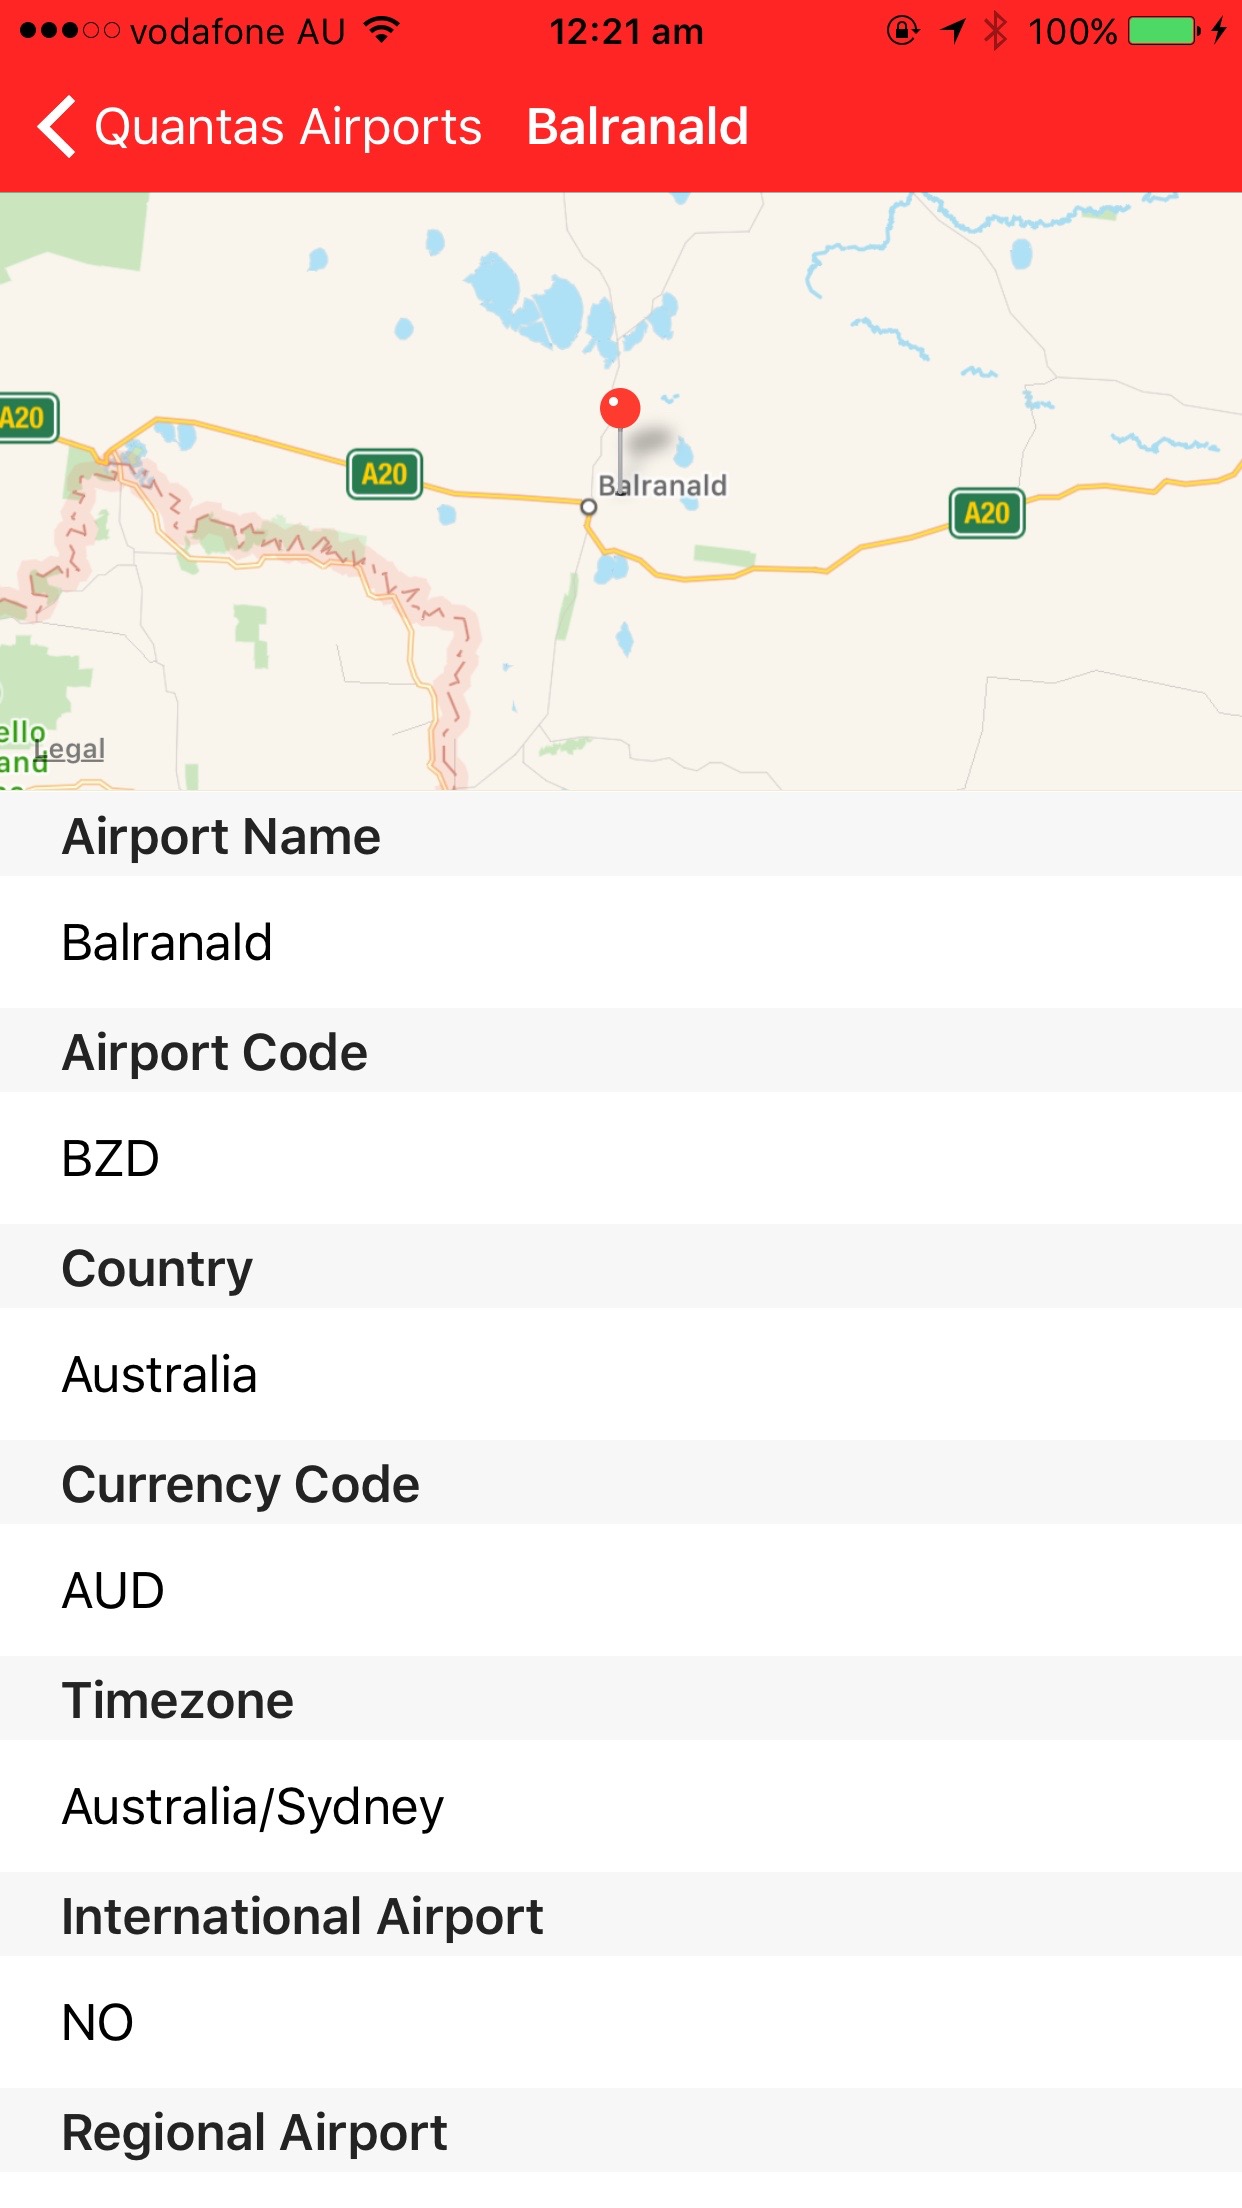 vodafone AU 12:21 am 100%
Quantas Airports Balranald
A20
A20
Balranald
A20
ello
and
Legal
Airport Name
Balranald
Airport Code
BZD
Country
Australia
Currency Code
AUD
Timezone
Australia/Sydney
International Airport
NO
Regional Airport